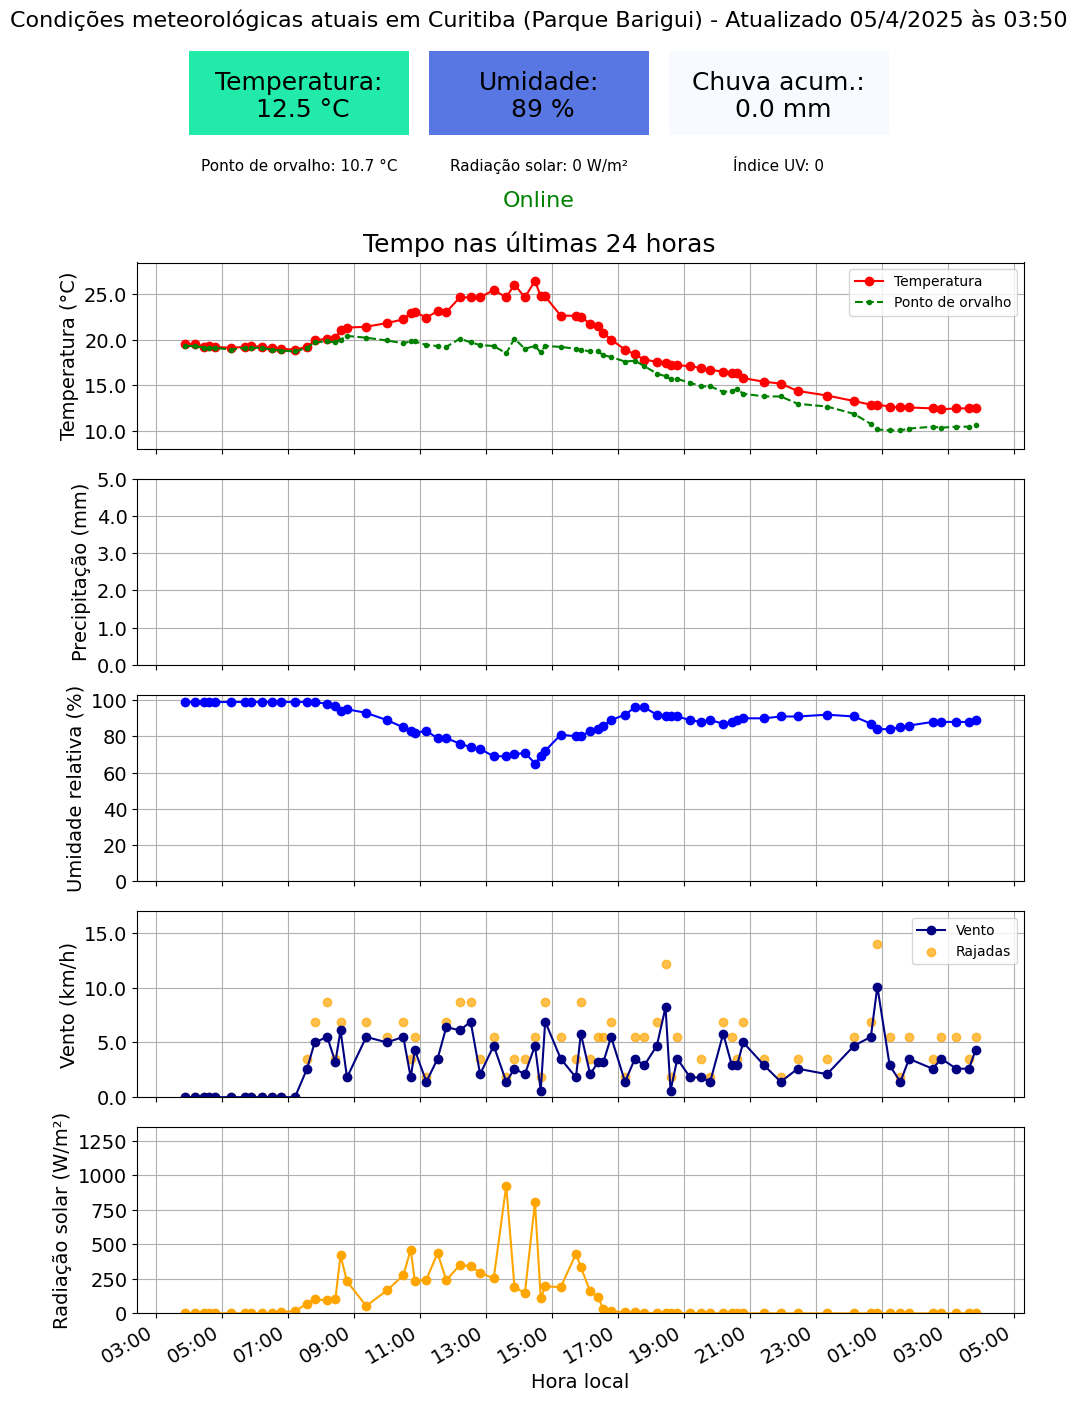 Condições meteorológicas atuais em Curitiba (Parque Barigui) - Atualizado 05/4/2025 às 03:50
Temperatura:
12.5 °C
Umidade:
89 %
Chuva acum.:
0.0 mm
Ponto de orvalho: 10.7 °C
Radiação solar: 0 W/m²
Índice UV: 0
Online
Tempo nas últimas 24 horas
Temperatura (°C)
25.0
20.0
15.0
10.0
Temperatura
Ponto de orvalho
Precipitação (mm)
5.0
4.0
3.0
2.0
1.0
0.0
Umidade relativa (%)
100
80
60
40
20
0
Vento (km/h)
15.0
10.0
5.0
0.0
Vento
Rajadas
Radiação solar (W/m²)
1250
1000
750
500
250
0
03:00
05:00
07:00
09:00
11:00
13:00
15:00
17:00
19:00
21:00
23:00
01:00
03:00
05:00
Hora local